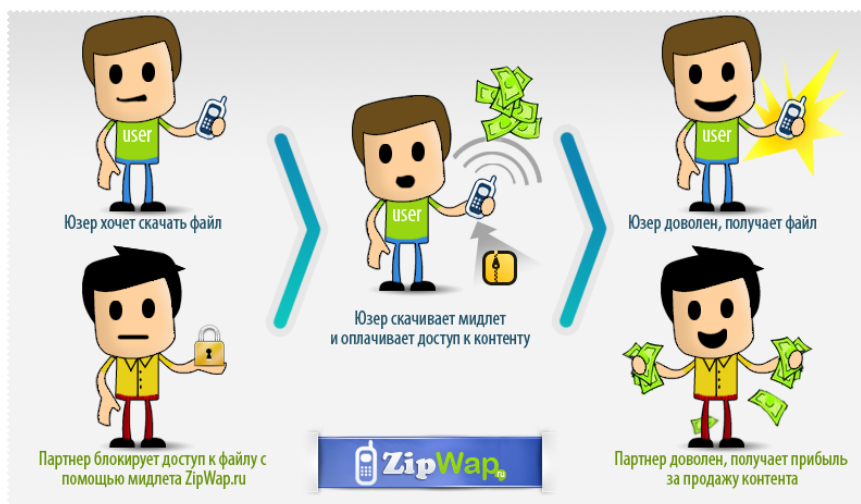 user
Юзер хочет скачать файл
Партнер блокирует доступ к файлу с
помощью мидлета ZipWap.ru
user
Юзер скачивает мидлет
и оплачивает доступ к контенту
ZipWap.ru
user
Юзер доволен, получает файл
Партнер доволен, получает прибыль
за продажу контента